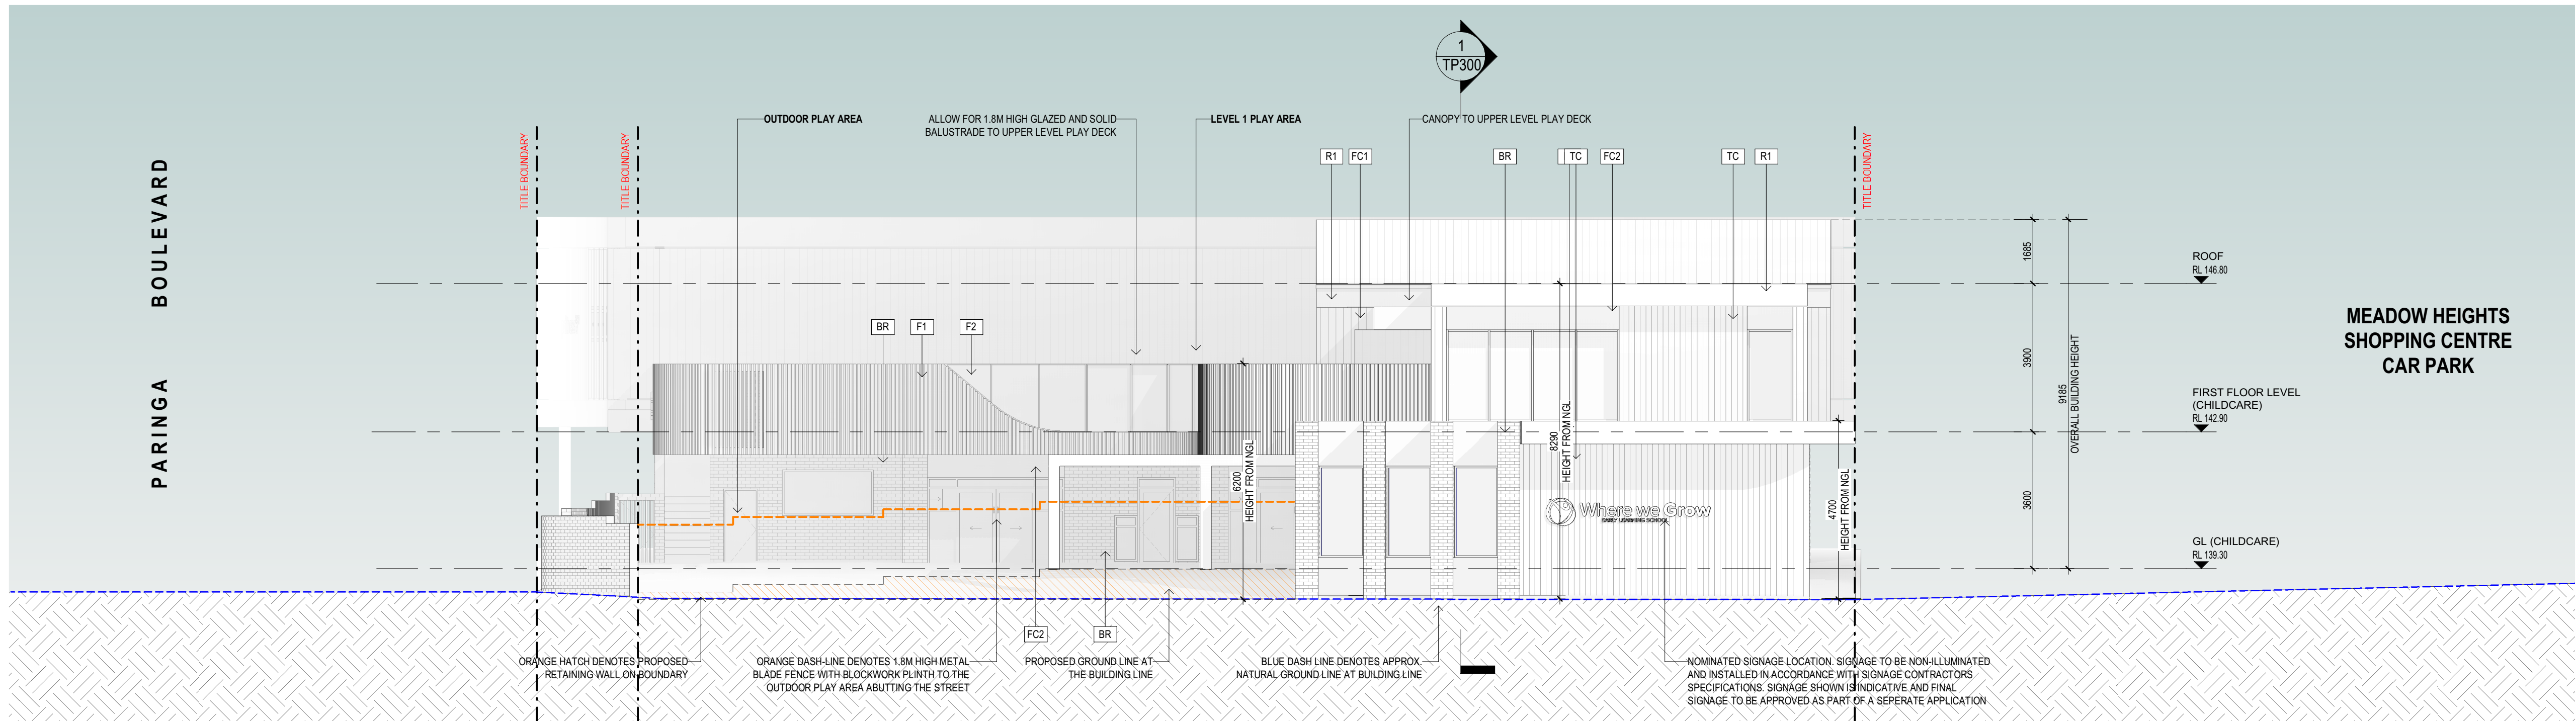 1
TP300
OUTDOOR PLAY AREA
ALLOW FOR 1.8M HIGH GLAZED AND SOLID
BALUSTRADE TO UPPER LEVEL PLAY DECK
LEVEL 1 PLAY AREA
CANOPY TO UPPER LEVEL PLAY DECK
TITLE BOUNDARY
TITLE BOUNDARY
TITLE BOUNDARY
R1
FC1
BR
TC
FC2
TC
R1
PARINGA BOULEVARD
BR
F1
F2
1685
3900
3600
9185
OVERALL BUILDING HEIGHT
ROOF
RL 146.80
MEADOW HEIGHTS
SHOPPING CENTRE
CAR PARK
FIRST FLOOR LEVEL
(CHILDCARE)
RL 142.90
GL (CHILDCARE)
RL 139.30
6200
HEIGHT FROM NGL
8290
HEIGHT FROM NGL
4700
HEIGHT FROM NGL
Where we Grow
EARLY LEARNING SCHOOL
FC2
BR
ORANGE HATCH DENOTES PROPOSED
RETAINING WALL ON BOUNDARY
ORANGE DASH-LINE DENOTES 1.8M HIGH METAL
BLADE FENCE WITH BLOCKWORK PLINTH TO THE
OUTDOOR PLAY AREA ABUTTING THE STREET
PROPOSED GROUND LINE AT
THE BUILDING LINE
BLUE DASH LINE DENOTES APPROX.
NATURAL GROUND LINE AT BUILDING LINE
NOMINATED SIGNAGE LOCATION. SIGNAGE TO BE NON-ILLUMINATED
AND INSTALLED IN ACCORDANCE WITH SIGNAGE CONTRACTORS
SPECIFICATIONS. SIGNAGE SHOWN IS INDICATIVE AND FINAL
SIGNAGE TO BE APPROVED AS PART OF A SEPERATE APPLICATION